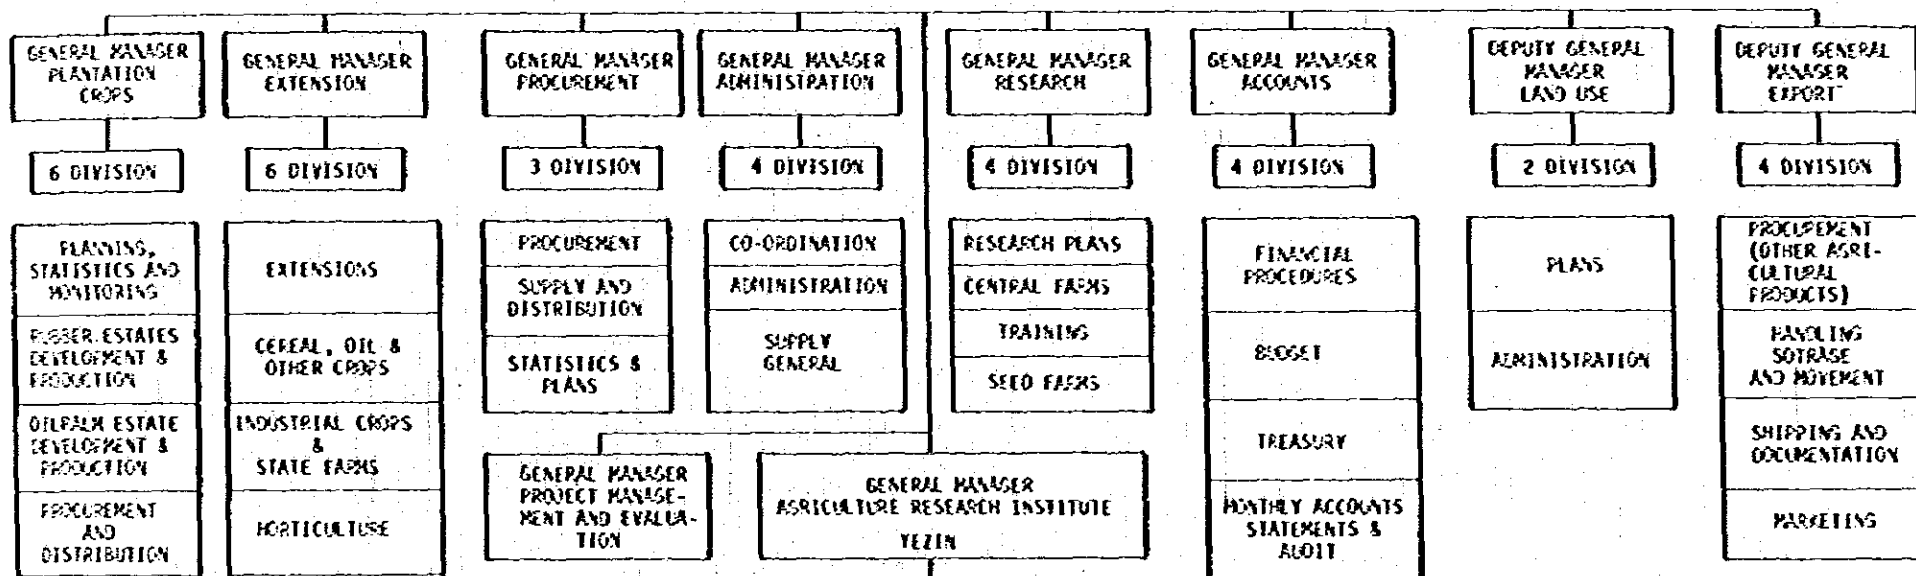 GENERAL MANAGER
PLANTATION
CROPS
GENERAL MANAGER
EXTENSION
GENERAL MANAGER
PROCUREMENT
GENERAL MANAGER
ADMINISTRATION
GENERAL MANAGER
RESEARCH
GENERAL MANAGER
ACCOUNTS
DEPUTY GENERAL
MANAGER
LAND USE
DEPUTY GENERAL
MANAGER
EXPORT
6 DIVISION
6 DIVISION
3 DIVISION
4 DIVISION
4 DIVISION
4 DIVISION
2 DIVISION
4 DIVISION
PLANNING,
STATISTICS AND
MONITORING
RUBBER ESTATES
DEVELOPMENT &
PRODUCTION
OILPALM ESTATE
DEVELOPMENT &
PRODUCTION
PROCUREMENT
AND
DISTRIBUTION
EXTENSIONS
CEREAL, OIL &
OTHER CROPS
INDUSTRIAL CROPS
&
STATE FARMS
HORTICULTURE
PROCUREMENT
SUPPLY AND
DISTRIBUTION
STATISTICS &
PLANS
CO-ORDINATION
ADMINISTRATION
SUPPLY
GENERAL
RESEARCH PLANS
CENTRAL FARMS
TRAINING
SEED FARMS
FINANCIAL
PROCEDURES
BUDGET
TREASURY
MONTHLY ACCOUNTS
STATEMENTS &
AUDIT
PLANS
ADMINISTRATION
PROCUREMENT
(OTHER AGRI-
CULTURAL
PRODUCTS)
HANDLING
SOTRAGE
AND MOVEMENT
SHIPPING AND
DOCUMENTATION
MARKETING
GENERAL MANAGER
PROJECT MANAGE-
MENT AND EVALUA-
TION
GENERAL MANAGER
AGRICULTURE RESEARCH INSTITUTE
YEZIN